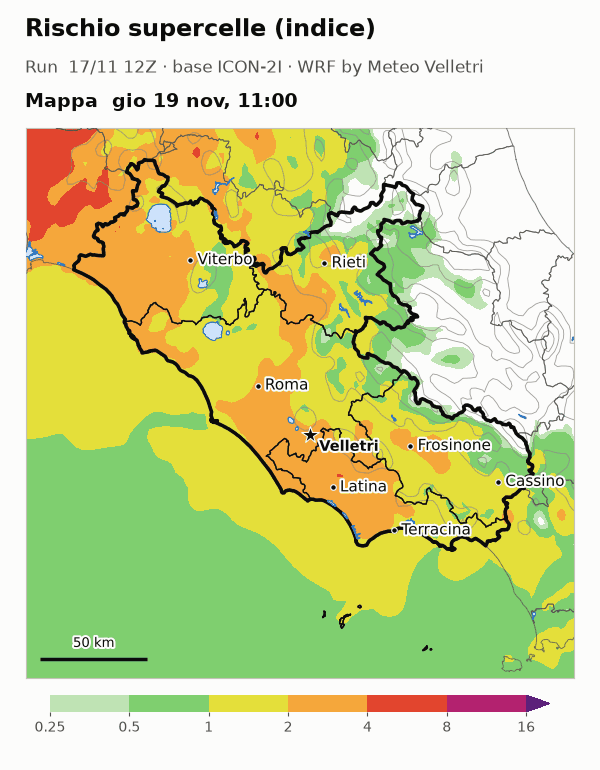 Rischio supercelle (indice)
Run  17/11 12Z · base ICON-2I · WRF by Meteo Velletri
Mappa  gio 19 nov, 11:00
Viterbo
Rieti
Roma
Velletri
Frosinone
Cassino
Latina
Terracina
50 km
0.25 0.5 1 2 4 8 16